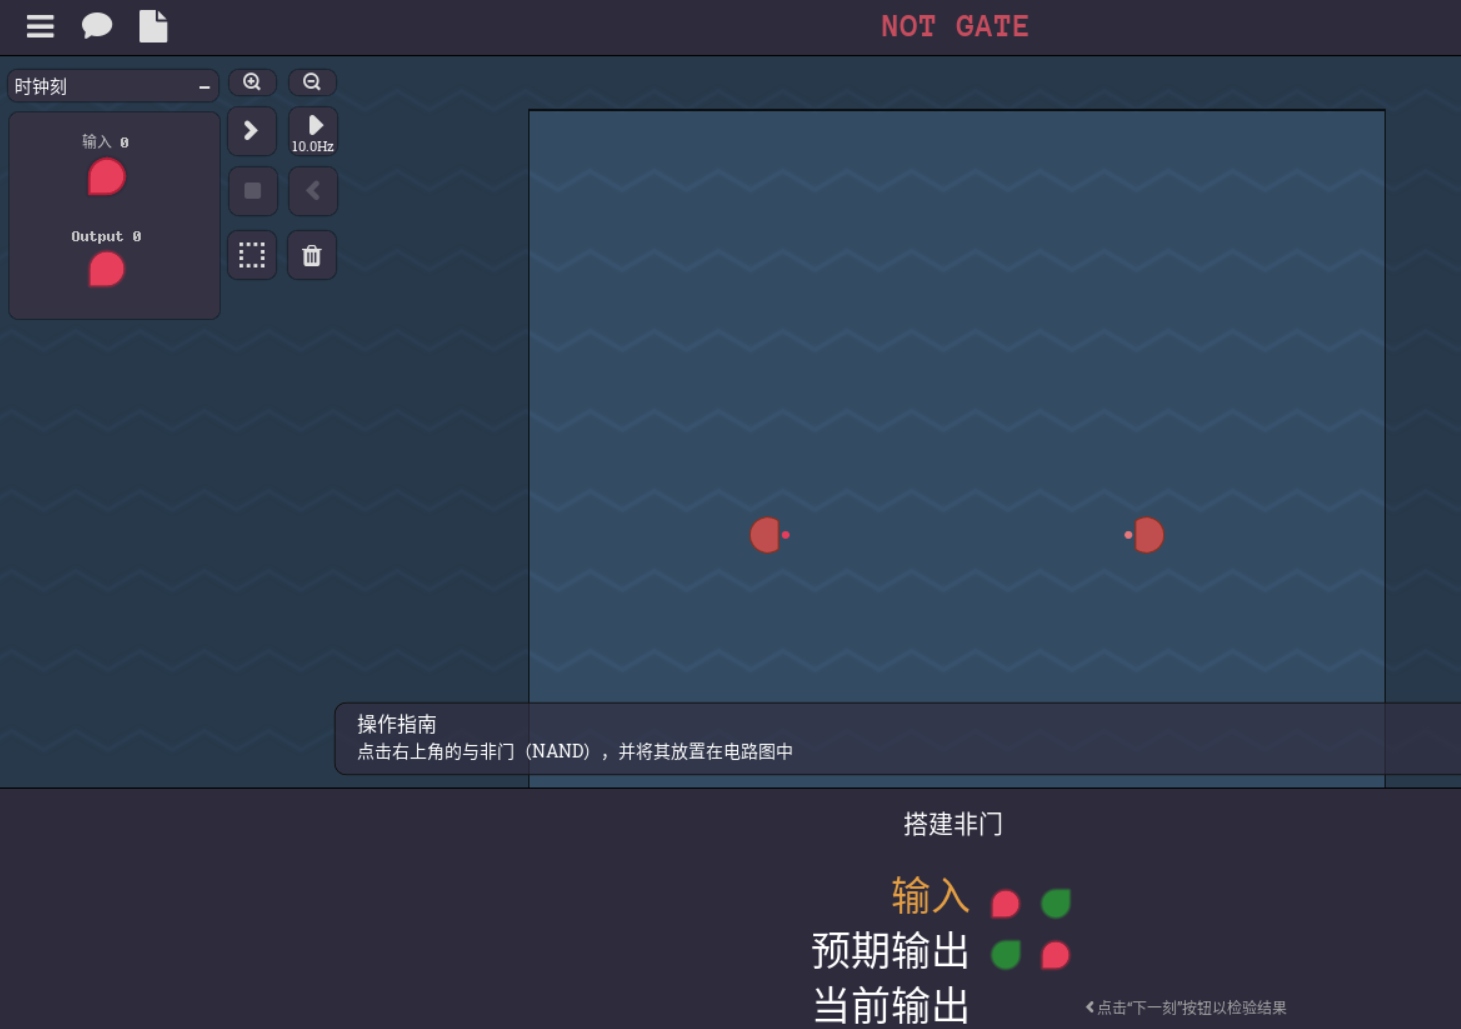 NOT GATE
时钟刻
10.0Hz
输入 0
Output 0
操作指南
点击右上角的与非门（NAND），并将其放置在电路图中
搭建非门
输入
预期输出
当前输出
点击“下一刻”按钮以检验结果